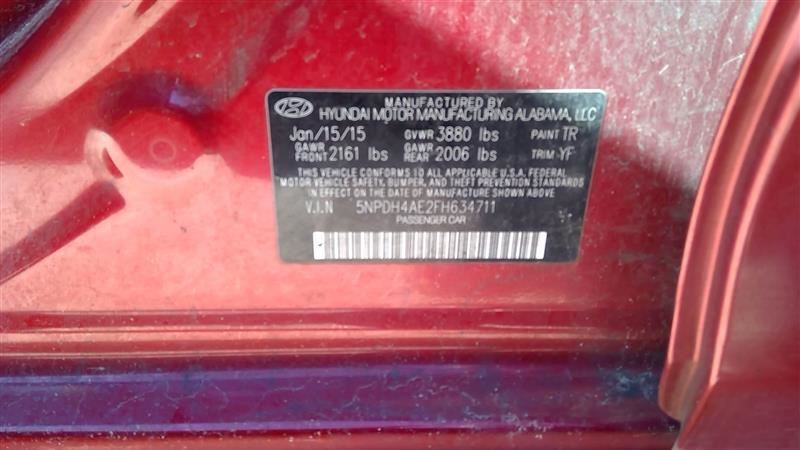 MANUFACTURED BY
HYUNDAI MOTOR MANUFACTURING ALABAMA, LLC
Jan/15/15 GVWR 3880 lbs PAINT TR
GAWR FRONT 2161 lbs GAWR REAR 2006 lbs TRIM YF
THIS VEHICLE CONFORMS TO ALL APPLICABLE U.S.A. FEDERAL
MOTOR VEHICLE SAFETY, BUMPER, AND THEFT PREVENTION STANDARDS
IN EFFECT ON THE DATE OF MANUFACTURE SHOWN ABOVE
V.I.N 5NPDH4AE2FH634711
PASSENGER CAR